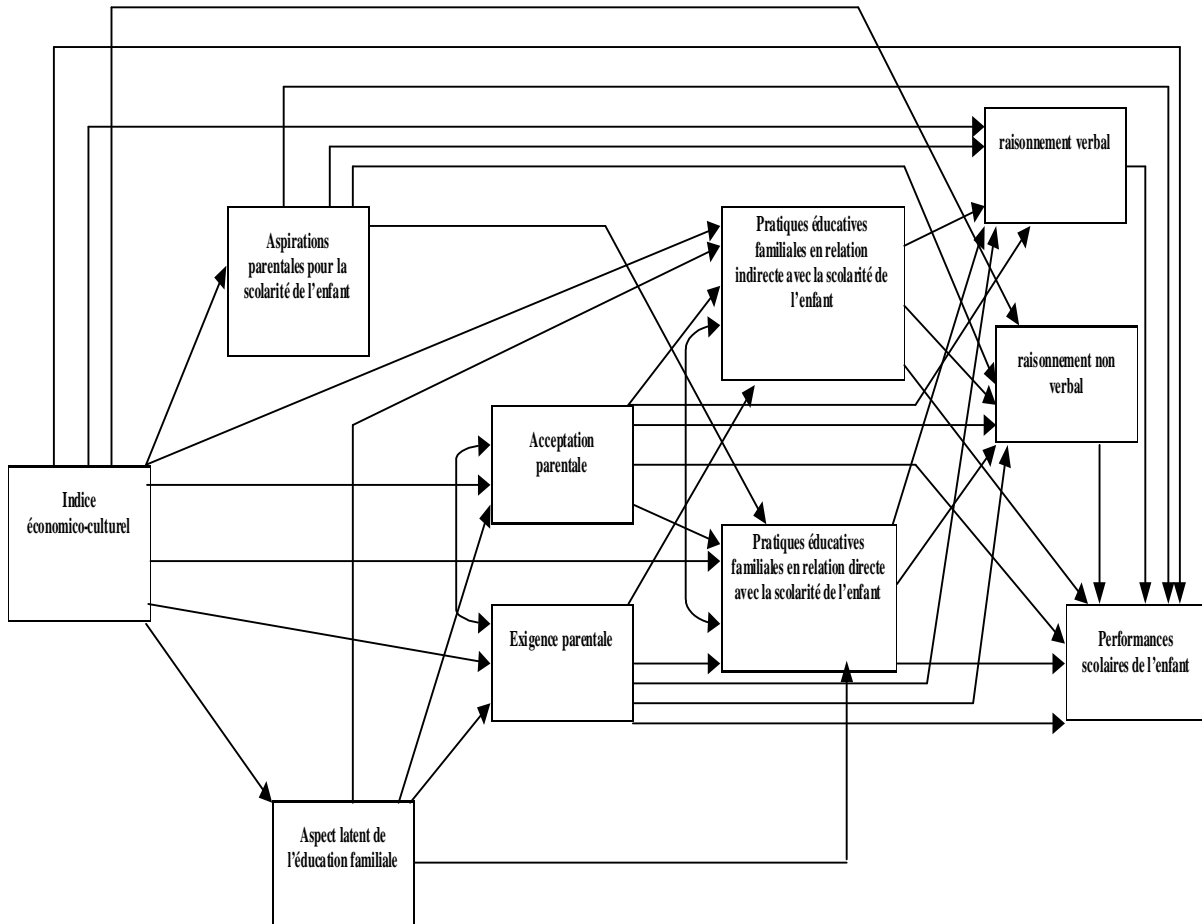 raisonnement verbal
Aspirations
parentales pour la
scolarité de l'enfant
Pratiques éducatives
familiales en relation
indirecte avec la scolarité de
l'enfant
raisonnement non
verbal
Acceptation
parentale
Indice
économico-culturel
Pratiques éducatives
familiales en relation directe
avec la scolarité de l'enfant
Exigence parentale
Performances
scolaires de l'enfant
Aspect latent de
l'éducation familiale